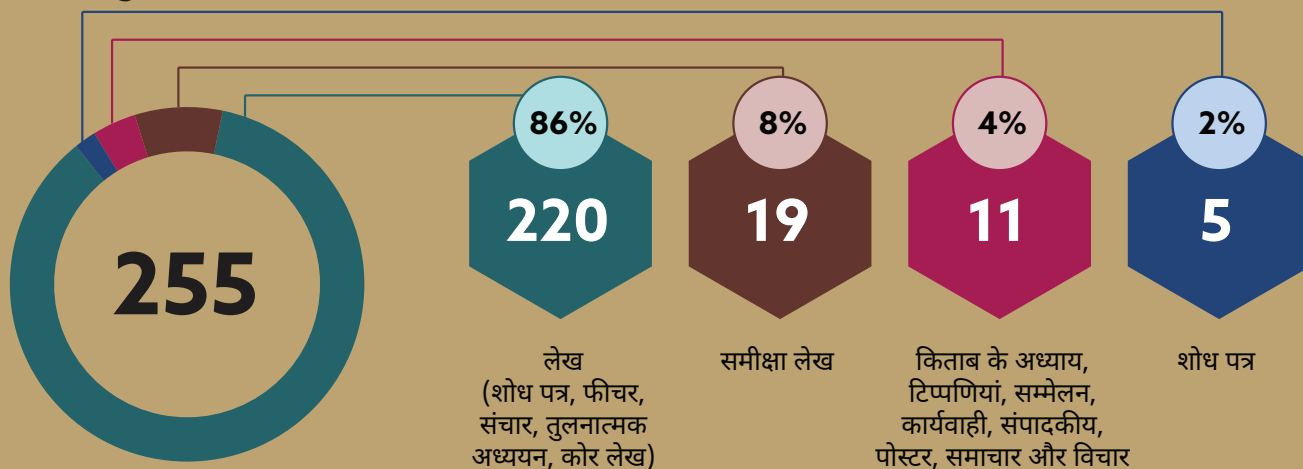 86%
8%
4%
2%
255
220
19
11
5
लेख
(शोध पत्र, फीचर,
संचार, तुलनात्मक
अध्ययन, कोर लेख)
समीक्षा लेख
किताब के अध्याय,
टिप्पणियां, सम्मेलन,
कार्यवाही, संपादकीय,
पोस्टर, समाचार और विचार
शोध पत्र